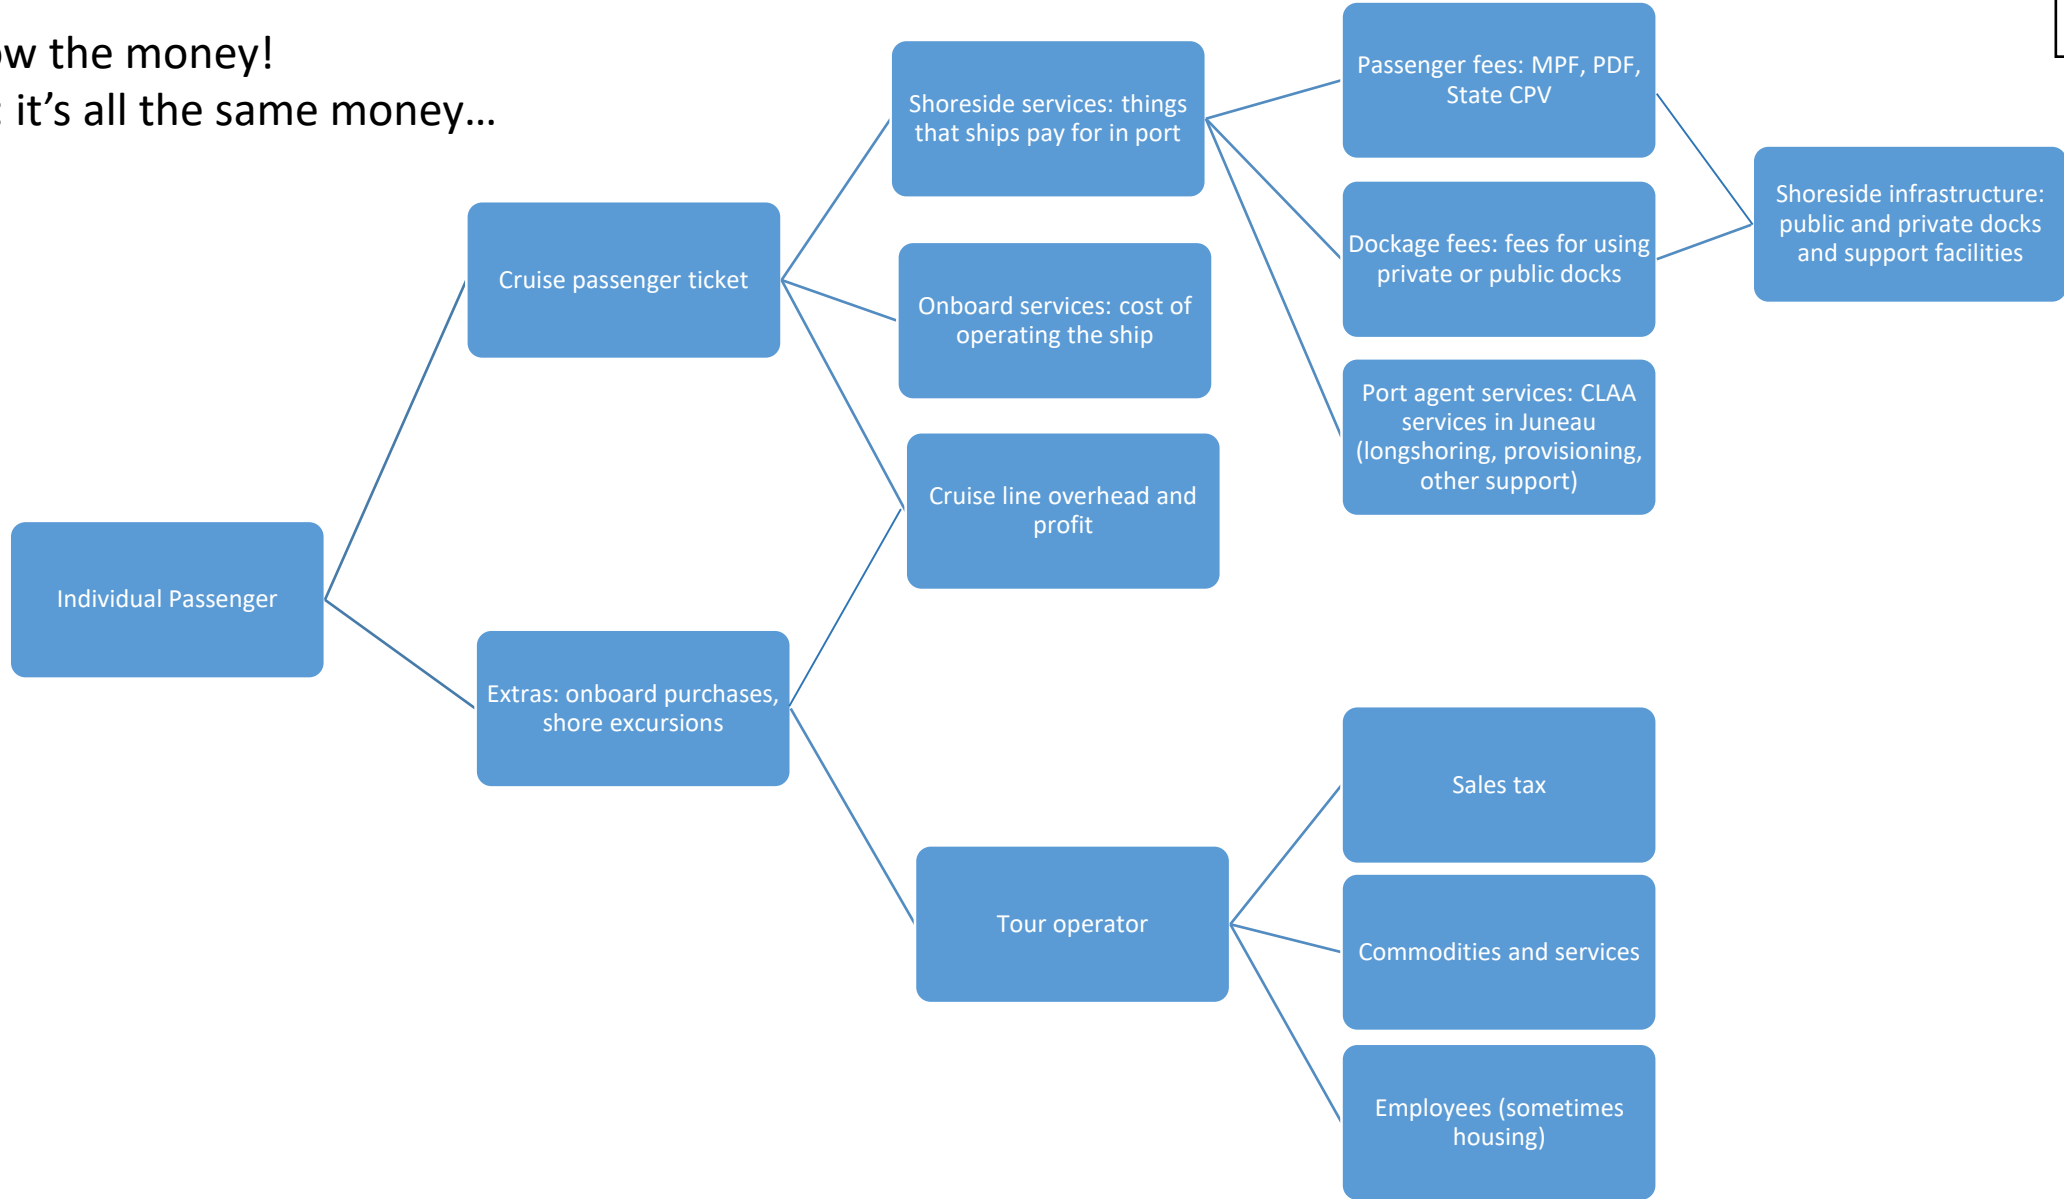 ow the money!
: it's all the same money…
Individual Passenger
Cruise passenger ticket
Extras: onboard purchases,
shore excursions
Shoreside services: things
that ships pay for in port
Onboard services: cost of
operating the ship
Cruise line overhead and
profit
Tour operator
Passenger fees: MPF, PDF,
State CPV
Dockage fees: fees for using
private or public docks
Port agent services: CLAA
services in Juneau
(longshoring, provisioning,
other support)
Sales tax
Commodities and services
Employees (sometimes
housing)
Shoreside infrastructure:
public and private docks
and support facilities